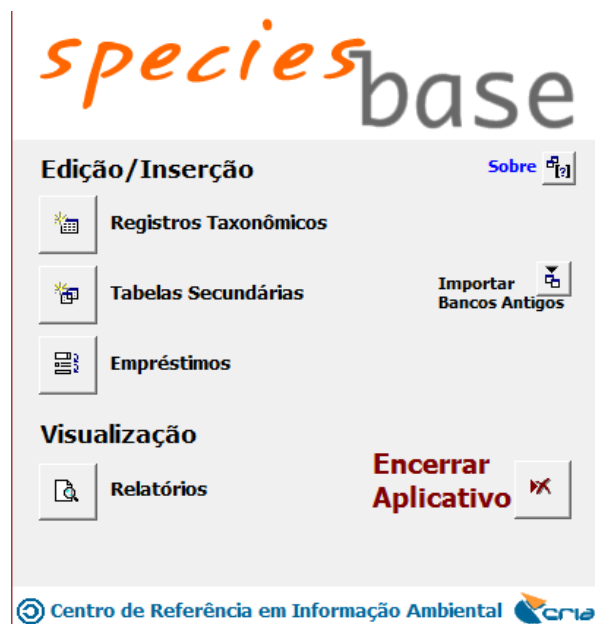 species
base
Edição/Inserção
Sobre
Registros Taxonômicos
Tabelas Secundárias
Importar
Bancos Antigos
Empréstimos
Visualização
Relatórios
Encerrar
Aplicativo
Centro de Referência em Informação Ambiental
cria